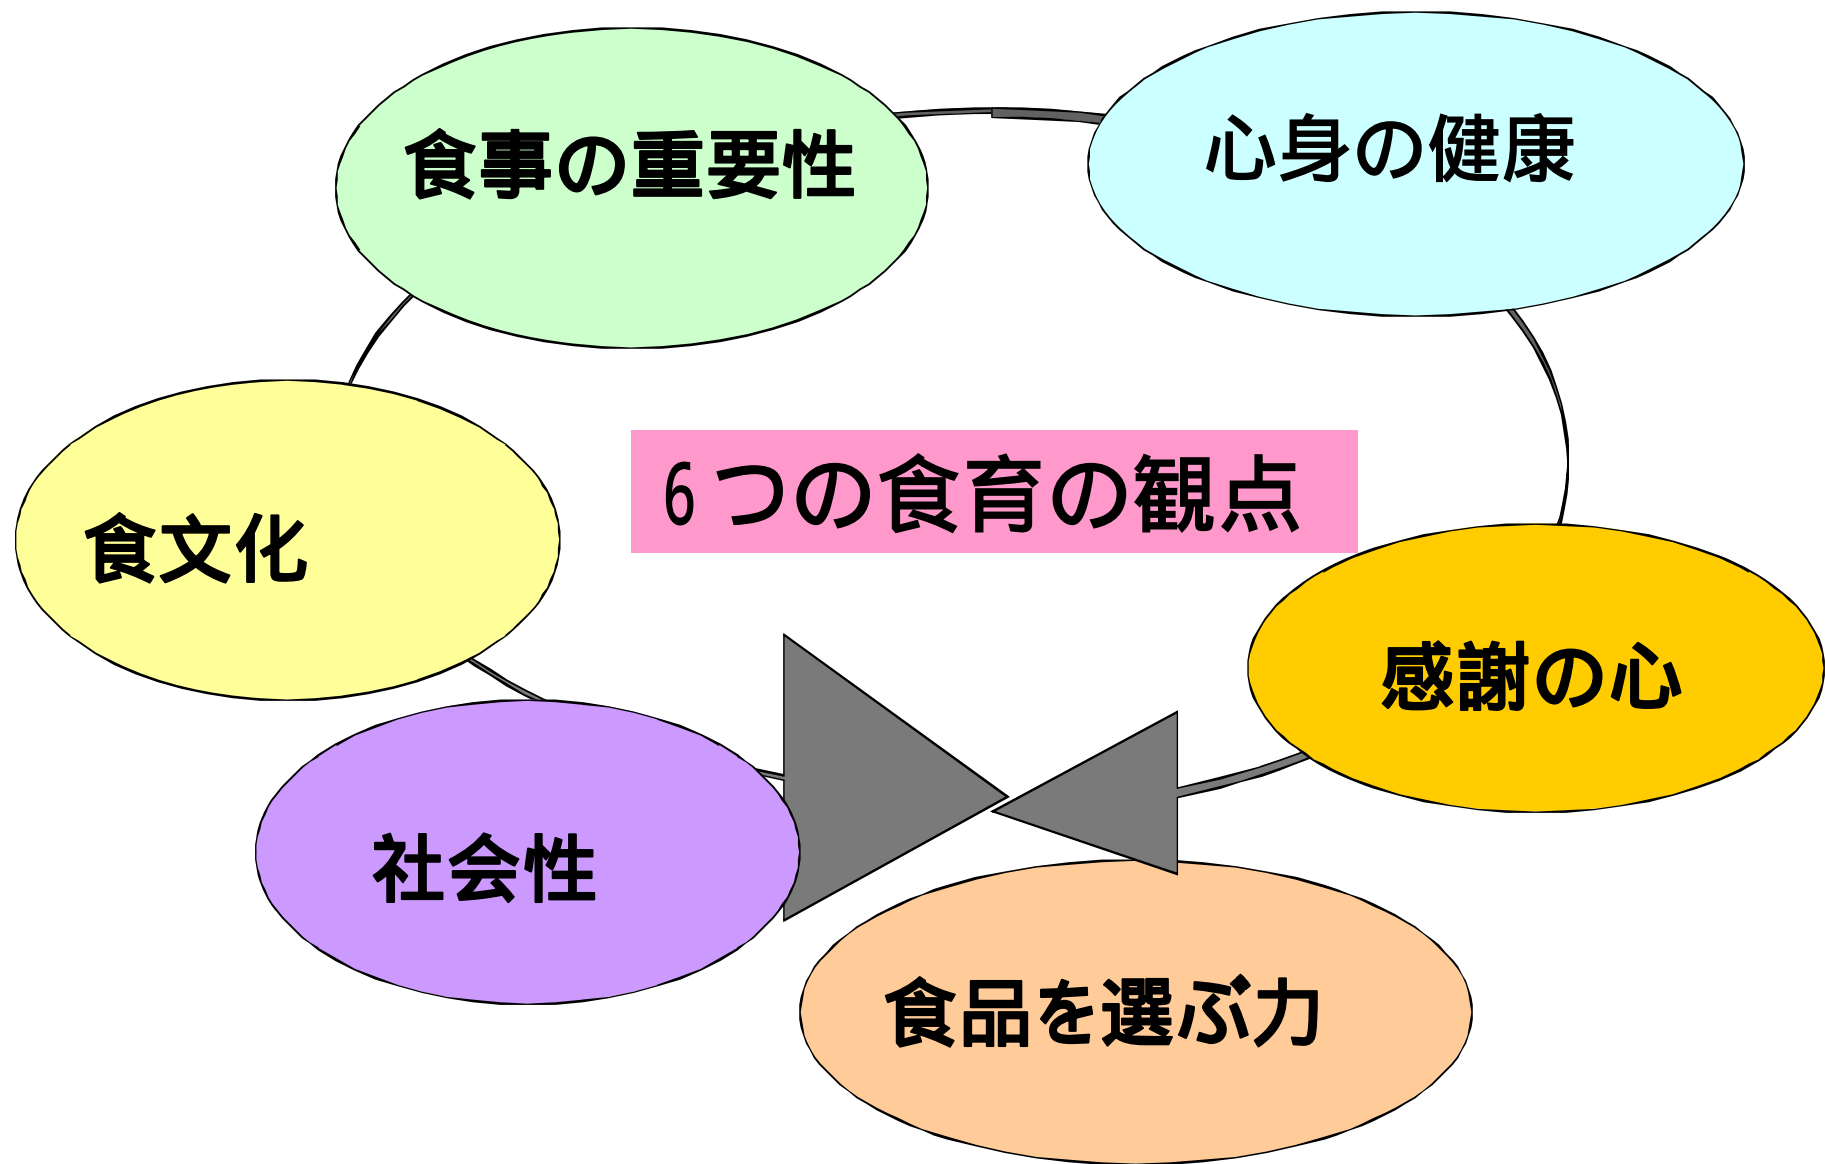 食事の重要性
心身の健康
6つの食育の観点
食文化
感謝の心
社会性
食品を選ぶ力